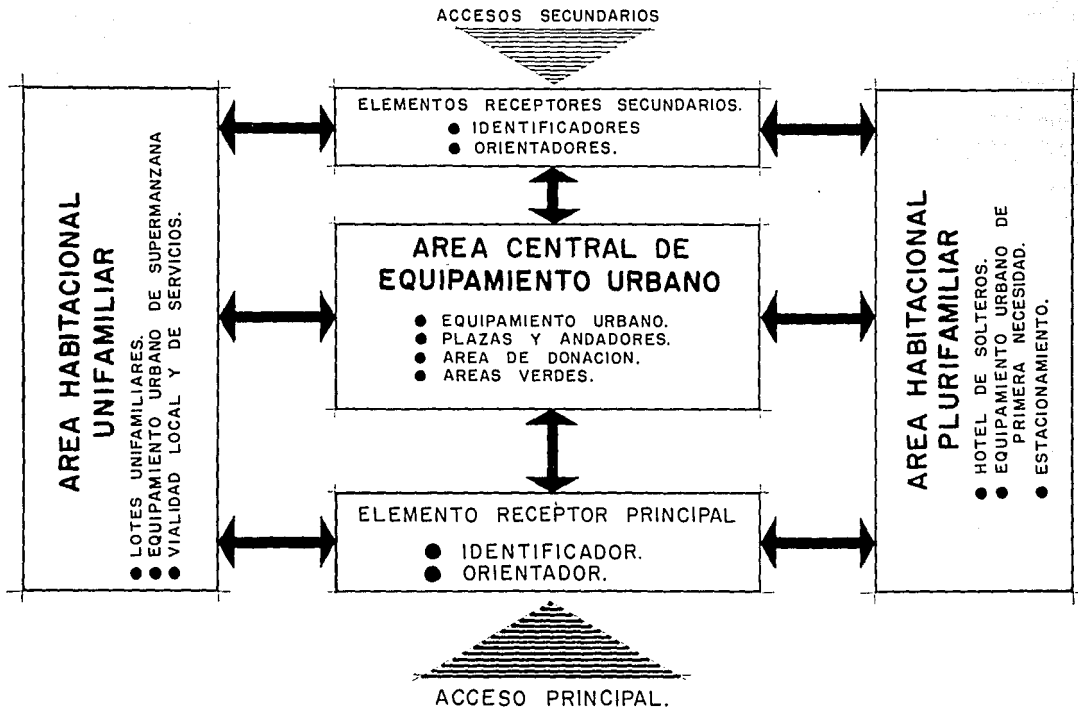 ACCESOS SECUNDARIOS
ELEMENTOS RECEPTORES SECUNDARIOS.
● IDENTIFICADORES
● ORIENTADORES.
AREA HABITACIONAL
UNIFAMILIAR
● LOTES UNIFAMILIARES.
● EQUIPAMIENTO URBANO DE SUPERMANZANA
● VIALIDAD LOCAL Y DE SERVICIOS.
AREA CENTRAL DE
EQUIPAMIENTO URBANO
● EQUIPAMIENTO URBANO.
● PLAZAS Y ANDADORES.
● AREA DE DONACION.
● AREAS VERDES.
AREA HABITACIONAL
PLURIFAMILIAR
● HOTEL DE SOLTEROS.
● EQUIPAMIENTO URBANO DE
PRIMERA NECESIDAD.
● ESTACIONAMIENTO.
ELEMENTO RECEPTOR PRINCIPAL
● IDENTIFICADOR.
● ORIENTADOR.
ACCESO PRINCIPAL.